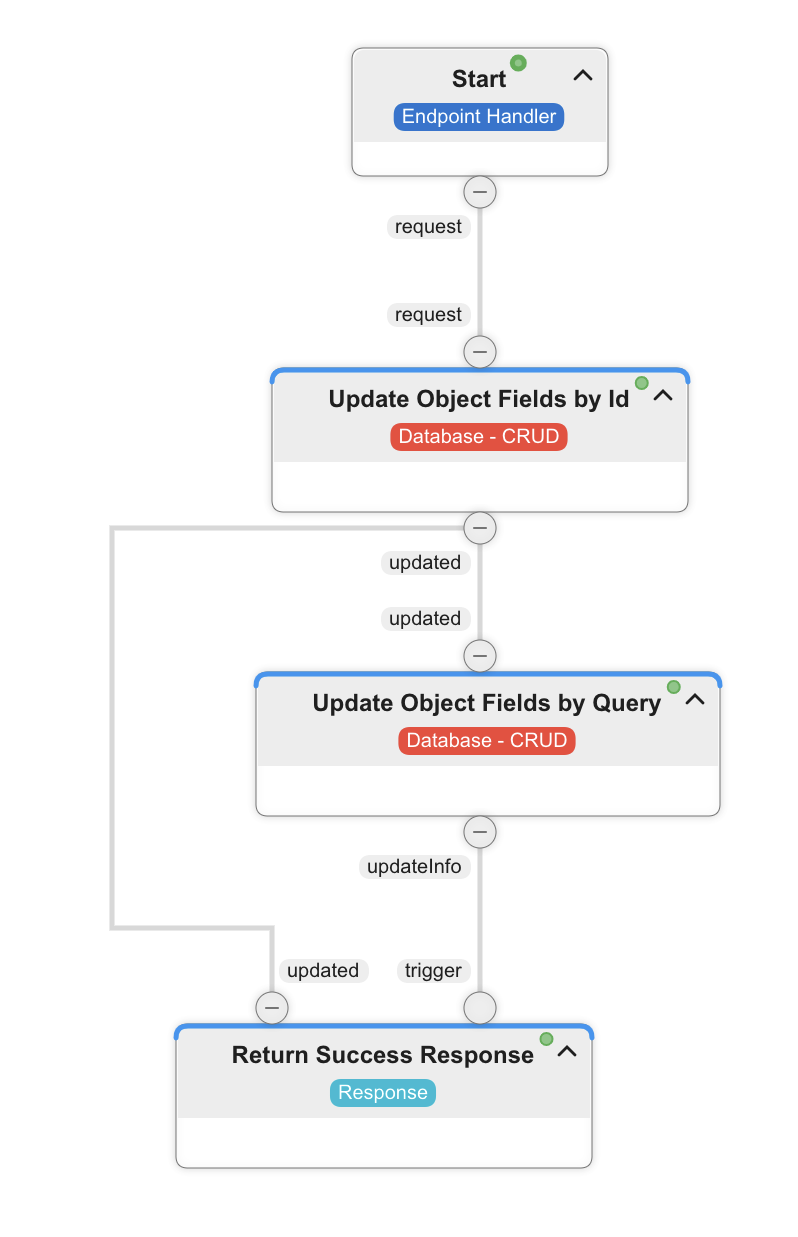 Start
Endpoint Handler
request
request
Update Object Fields by Id
Database - CRUD
updated
updated
Update Object Fields by Query
Database - CRUD
updateInfo
updated trigger
Return Success Response
Response